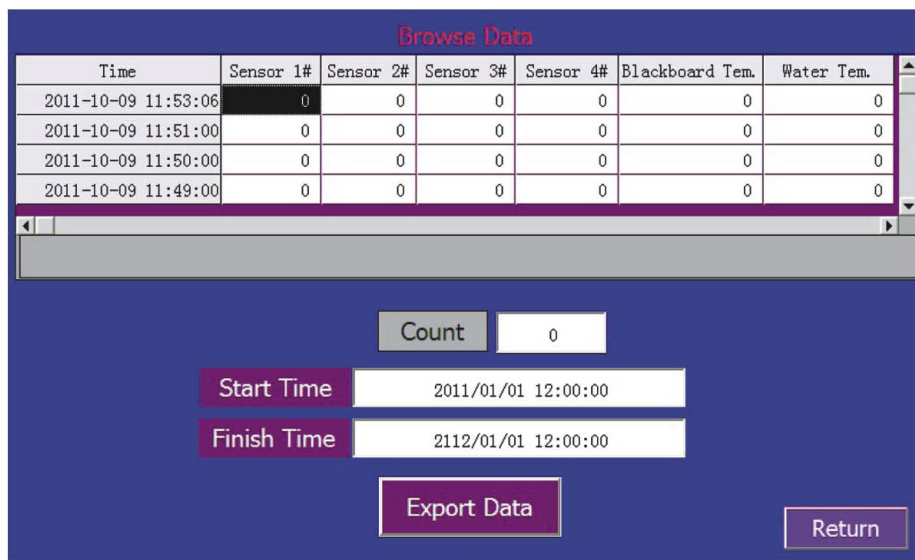 Browse Data
Time Sensor 1# Sensor 2# Sensor 3# Sensor 4# Blackboard Tem. Water Tem.
2011-10-09 11:53:06 0 0 0 0 0 0
2011-10-09 11:51:00 0 0 0 0 0 0
2011-10-09 11:50:00 0 0 0 0 0 0
2011-10-09 11:49:00 0 0 0 0 0 0
Count 0
Start Time 2011/01/01 12:00:00
Finish Time 2112/01/01 12:00:00
Export Data
Return